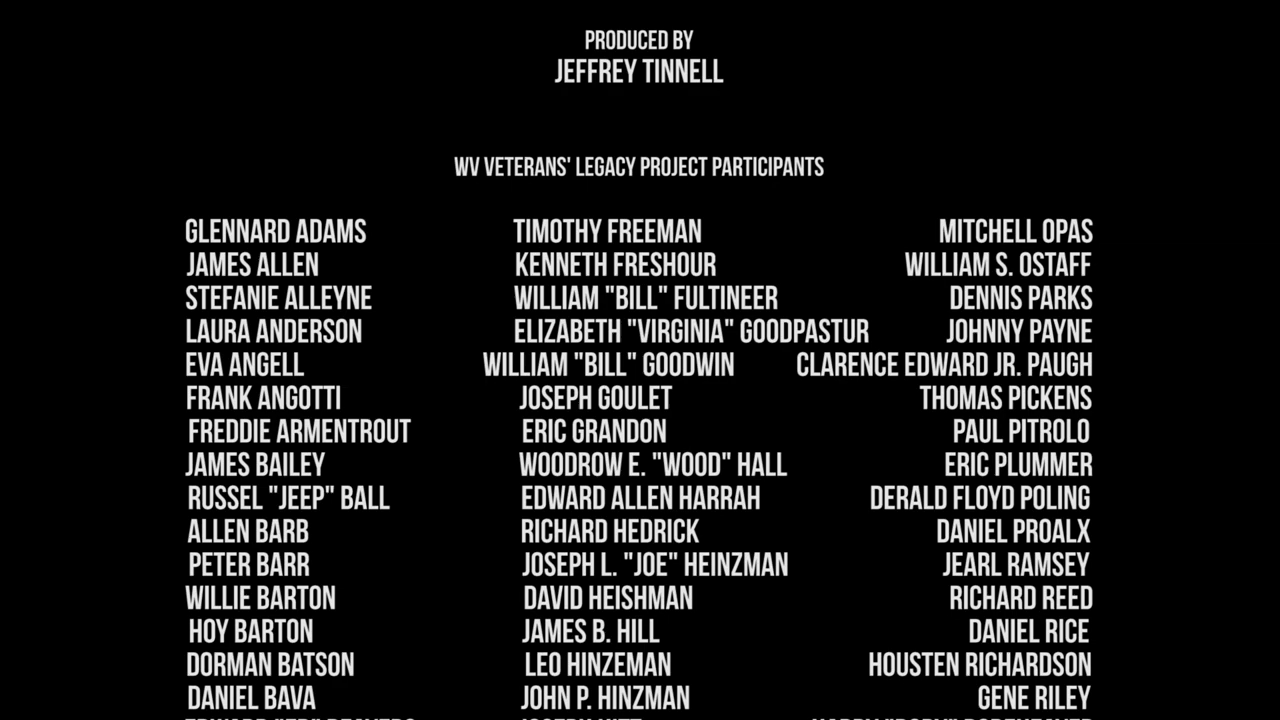 PRODUCED BY
JEFFREY TINNELL
WV VETERANS' LEGACY PROJECT PARTICIPANTS
GLENNARD ADAMS TIMOTHY FREEMAN MITCHELL OPAS
JAMES ALLEN KENNETH FRESHOUR WILLIAM S. OSTAFF
STEFANIE ALLEYNE WILLIAM "BILL" FULTINEER DENNIS PARKS
LAURA ANDERSON ELIZABETH "VIRGINIA" GOODPASTUR JOHNNY PAYNE
EVA ANGELL WILLIAM "BILL" GOODWIN CLARENCE EDWARD JR. PAUGH
FRANK ANGOTTI JOSEPH GOULET THOMAS PICKENS
FREDDIE ARMENTROUT ERIC GRANDON PAUL PITROLO
JAMES BAILEY WOODROW E. "WOOD" HALL ERIC PLUMMER
RUSSEL "JEEP" BALL EDWARD ALLEN HARRAH DERALD FLOYD POLING
ALLEN BARB RICHARD HEDRICK DANIEL PROALX
PETER BARR JOSEPH L. "JOE" HEINZMAN JEARL RAMSEY
WILLIE BARTON DAVID HEISHMAN RICHARD REED
HOY BARTON JAMES B. HILL DANIEL RICE
DORMAN BATSON LEO HINZEMAN HOUSTEN RICHARDSON
DANIEL BAVA JOHN P. HINZMAN GENE RILEY